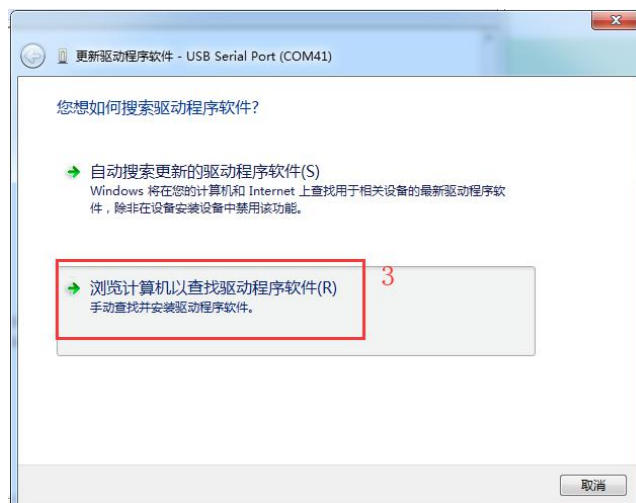 更新驱动程序软件 - USB Serial Port (COM41)
您想如何搜索驱动程序软件?
自动搜索更新的驱动程序软件(S)
Windows 将在您的计算机和 Internet 上查找用于相关设备的最新驱动程序软
件，除非在设备安装设备中禁用该功能。
浏览计算机以查找驱动程序软件(R)
3
手动查找并安装驱动程序软件。
取消